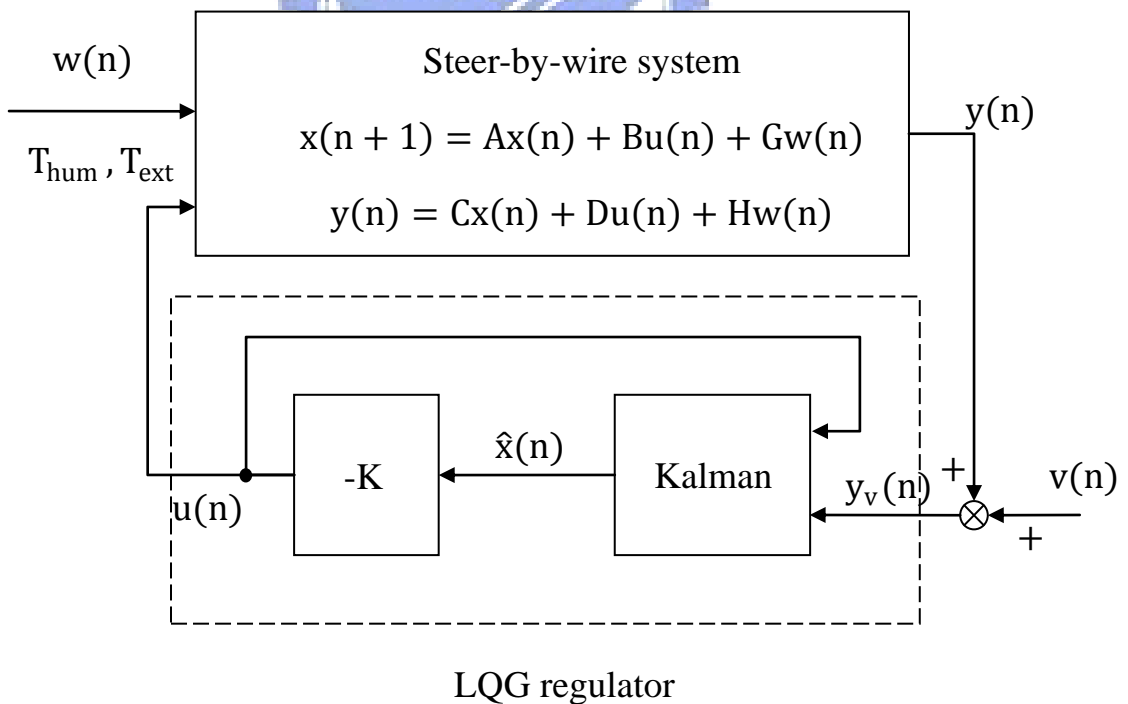 w(n)
Steer-by-wire system
x(n + 1) = Ax(n) + Bu(n) + Gw(n)
y(n)
T_hum , T_ext
y(n) = Cx(n) + Du(n) + Hw(n)
x̂(n)
-K
Kalman
+
v(n)
y_v(n)
u(n)
+
LQG regulator